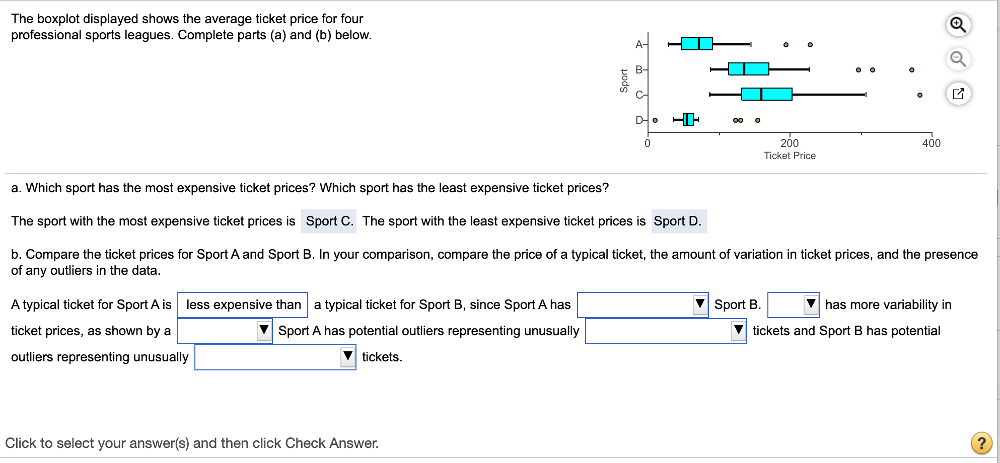 The boxplot displayed shows the average ticket price for four
professional sports leagues. Complete parts (a) and (b) below.
A
B
C
D
Sport
0
200
400
Ticket Price
a. Which sport has the most expensive ticket prices? Which sport has the least expensive ticket prices?
The sport with the most expensive ticket prices is Sport C. The sport with the least expensive ticket prices is Sport D.
b. Compare the ticket prices for Sport A and Sport B. In your comparison, compare the price of a typical ticket, the amount of variation in ticket prices, and the presence
of any outliers in the data.
A typical ticket for Sport A is less expensive than a typical ticket for Sport B, since Sport A has ▼ Sport B. ▼ has more variability in
ticket prices, as shown by a ▼ Sport A has potential outliers representing unusually ▼ tickets and Sport B has potential
outliers representing unusually ▼ tickets.
Click to select your answer(s) and then click Check Answer.
?